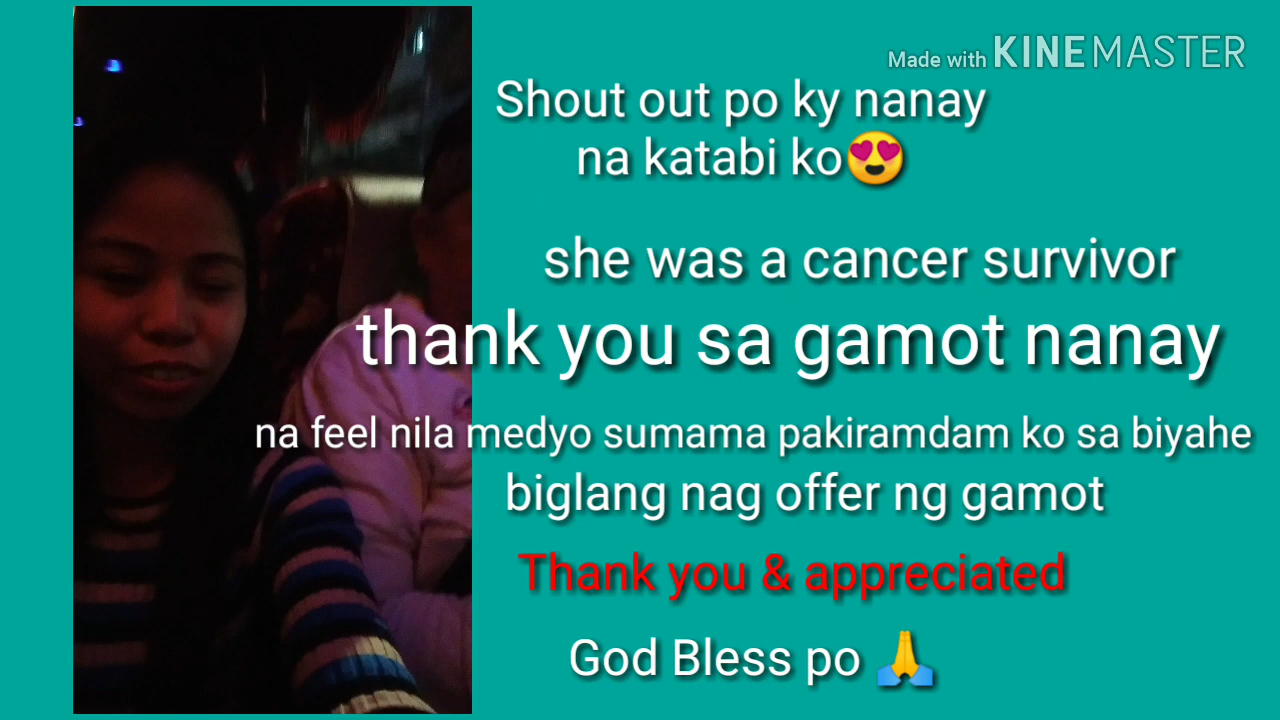 Made with KINEMASTER
Shout out po ky nanay
na katabi ko😍
she was a cancer survivor
thank you sa gamot nanay
na feel nila medyo sumama pakiramdam ko sa biyahe
biglang nag offer ng gamot
Thank you & appreciated
God Bless po 🙏